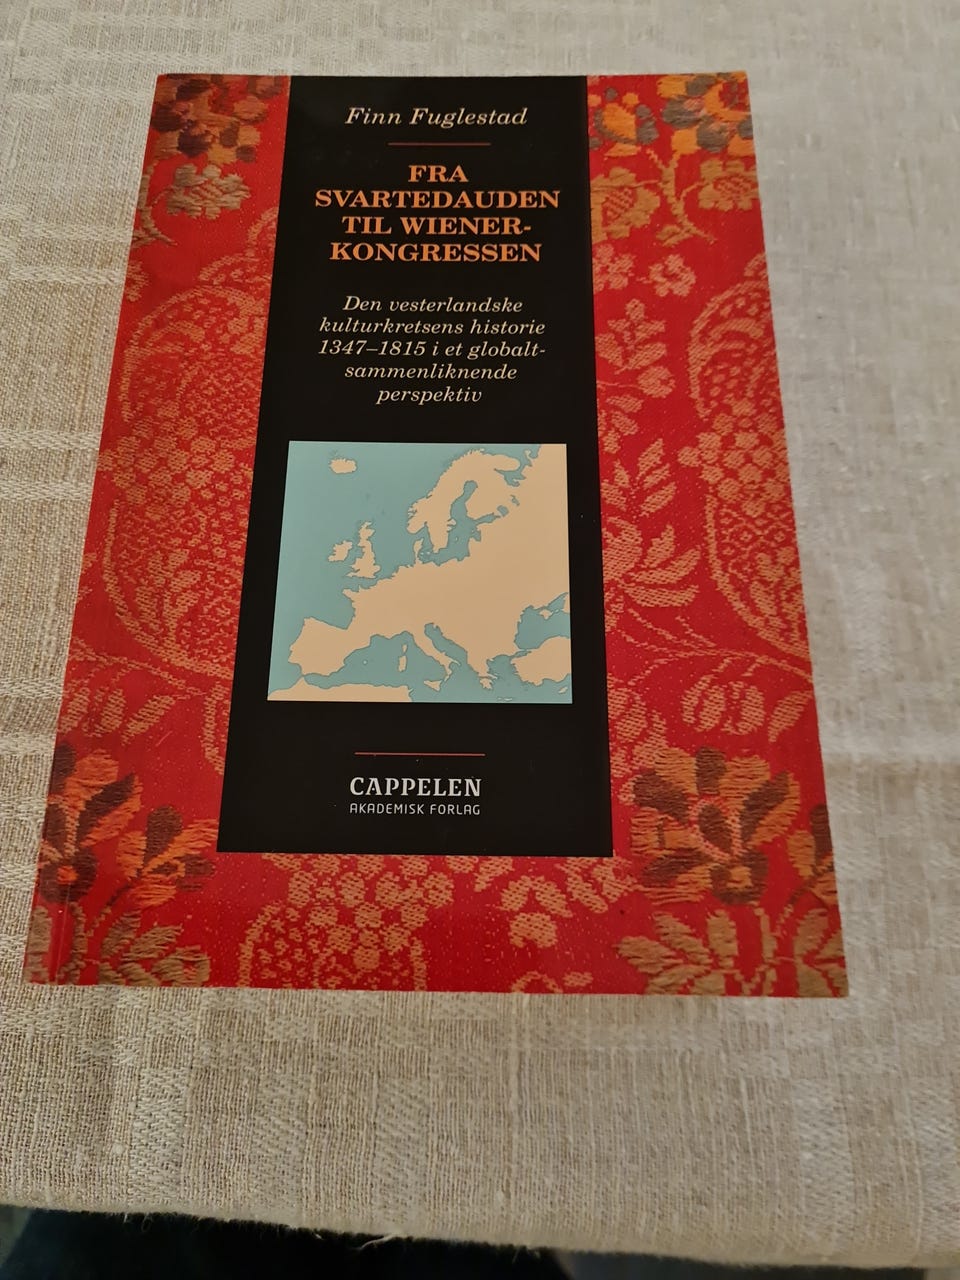 Finn Fuglestad
FRA
SVARTEDAUDEN
TIL WIENER-
KONGRESSEN
Den vesterlandske
kulturkretsens historie
1347–1815 i et globalt-
sammenliknende
perspektiv
CAPPELEN
AKADEMISK FORLAG